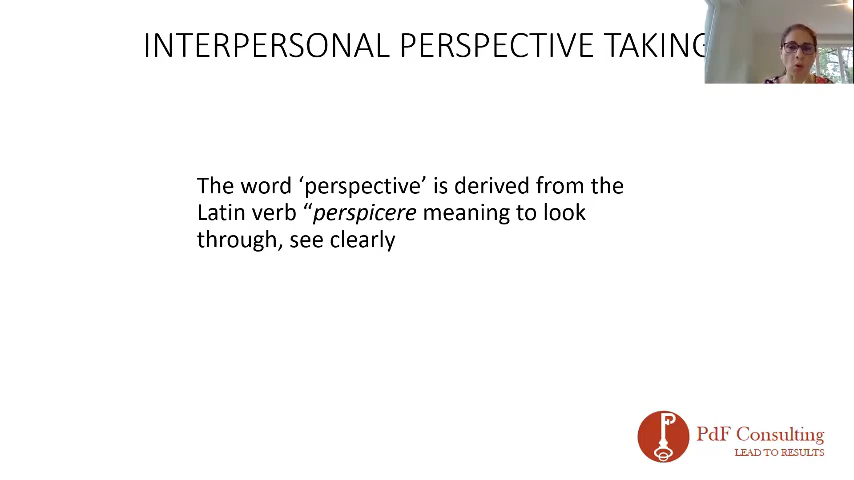 INTERPERSONAL PERSPECTIVE TAKING
The word ‘perspective’ is derived from the
Latin verb “perspicere meaning to look
through, see clearly
PdF Consulting
LEAD TO RESULTS